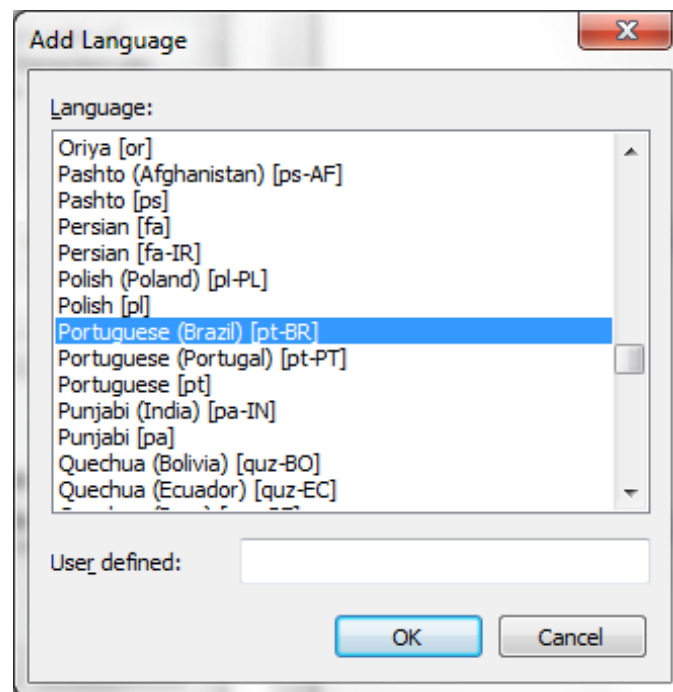 Add Language
Language:
Oriya [or]
Pashto (Afghanistan) [ps-AF]
Pashto [ps]
Persian [fa]
Persian [fa-IR]
Polish (Poland) [pl-PL]
Polish [pl]
Portuguese (Brazil) [pt-BR]
Portuguese (Portugal) [pt-PT]
Portuguese [pt]
Punjabi (India) [pa-IN]
Punjabi [pa]
Quechua (Bolivia) [quz-BO]
Quechua (Ecuador) [quz-EC]
User defined:
OK Cancel